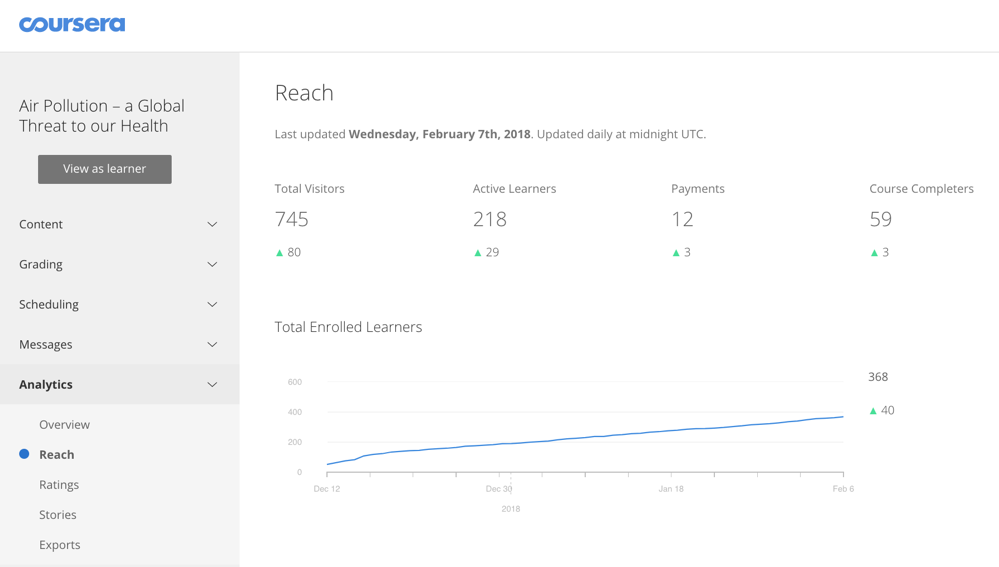 coursera
Air Pollution – a Global
Threat to our Health
View as learner
Content
Grading
Scheduling
Messages
Analytics
Overview
Reach
Ratings
Stories
Exports
Reach
Last updated Wednesday, February 7th, 2018. Updated daily at midnight UTC.
Total Visitors
745
▲ 80
Active Learners
218
▲ 29
Payments
12
▲ 3
Course Completers
59
▲ 3
Total Enrolled Learners
600
400
200
0
Dec 12
Dec 30
Jan 18
Feb 6
2018
368
▲ 40